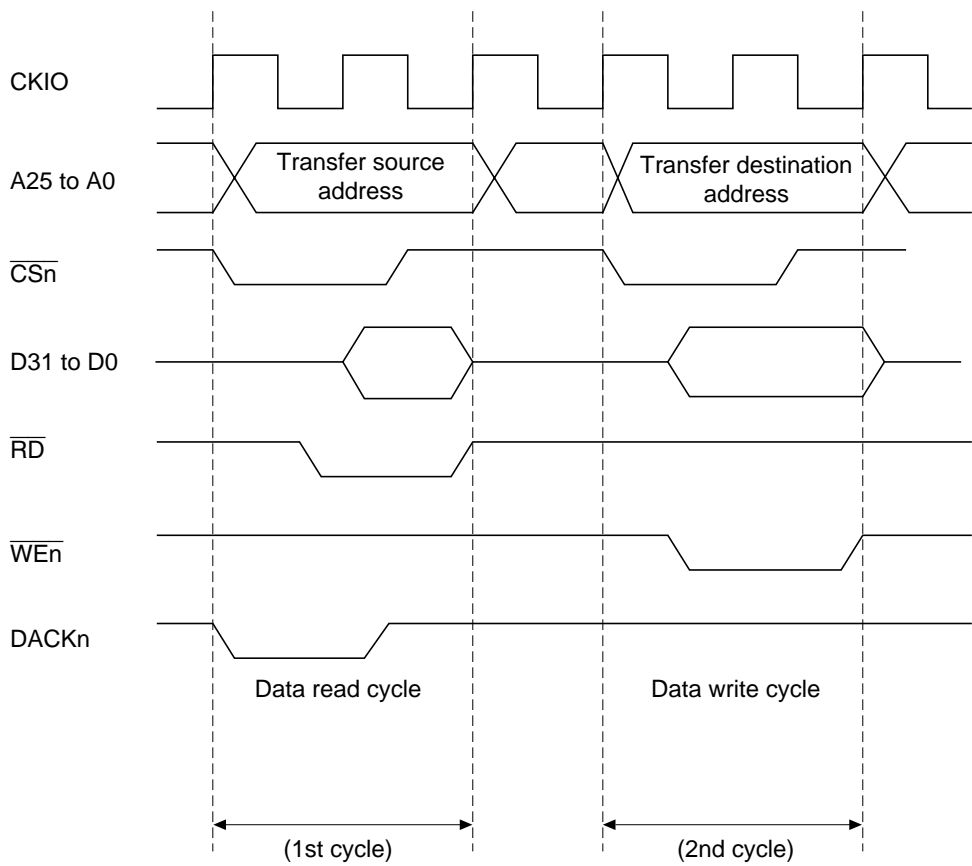 CKIO
A25 to A0
Transfer source
address
Transfer destination
address
CSn
D31 to D0
RD
WEn
DACKn
Data read cycle
Data write cycle
(1st cycle)
(2nd cycle)